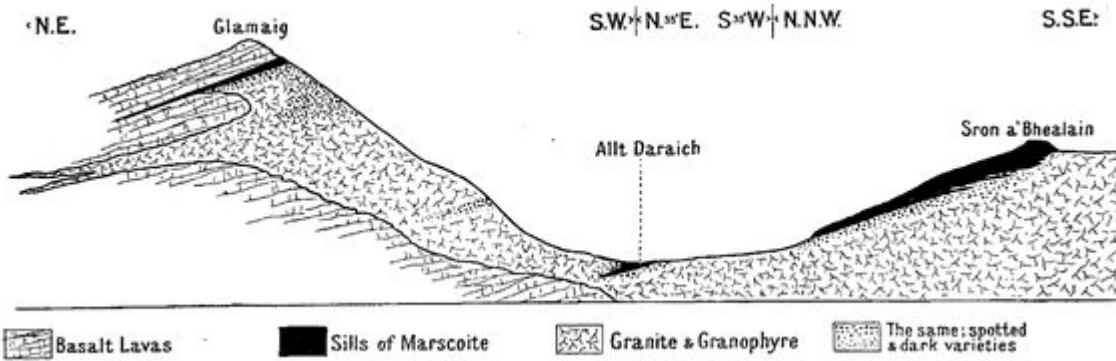 ‹N.E.
Glamaig
S.W.›‹N.35°E. S.35°W›‹N.N.W.
S.S.E.›
Sron a'Bhealain
Allt Daraich
Basalt Lavas
Sills of Marscoite
Granite & Granophyre
The same; spotted
& dark varieties